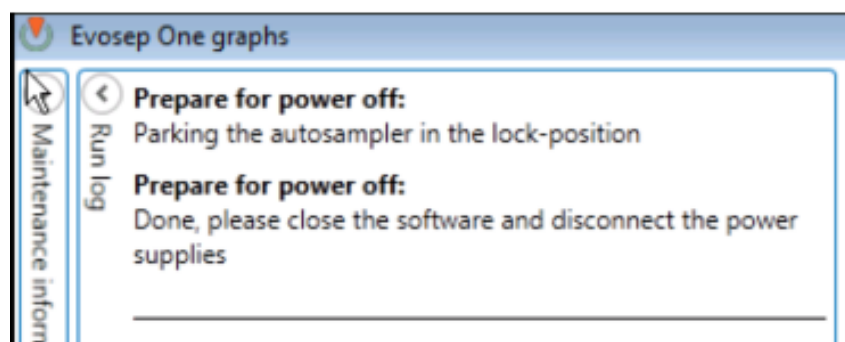 Evosep One graphs
Maintenance
Run log
Prepare for power off:
Parking the autosampler in the lock-position
Prepare for power off:
Done, please close the software and disconnect the power
supplies